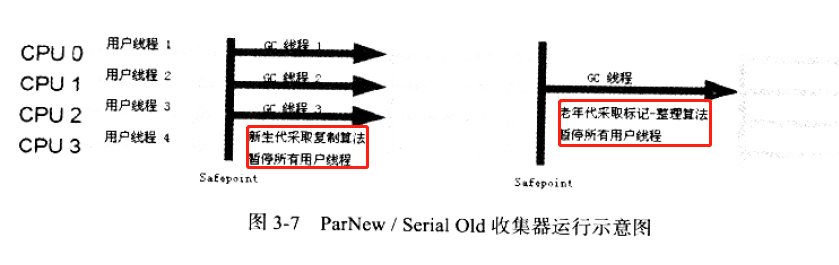 CPU 0
用户线程 1
CPU 1
用户线程 2
CPU 2
用户线程 3
CPU 3
用户线程 4
GC 线程 1
GC 线程 2
GC 线程 3
新生代采取复制算法
暂停所有用户线程
Safepoint
GC 线程
老年代采取标记-整理算法
暂停所有用户线程
Safepoint
图 3-7 ParNew / Serial Old 收集器运行示意图